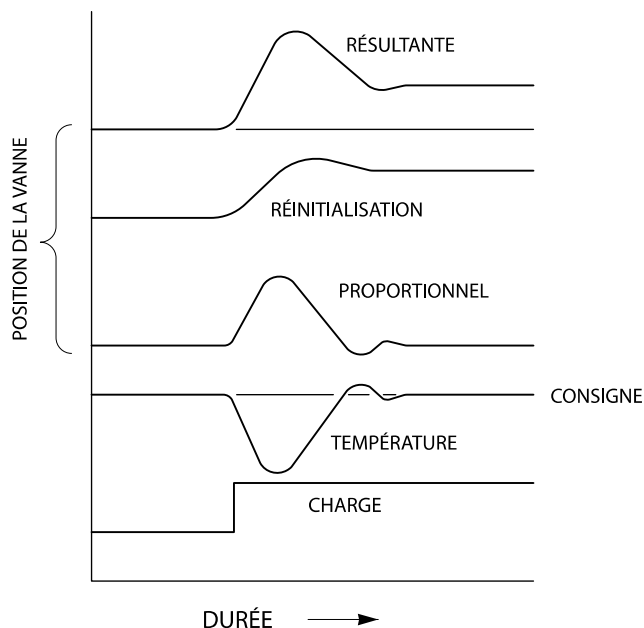 RÉSULTANTE
RÉINITIALISATION
POSITION DE LA VANNE
PROPORTIONNEL
CONSIGNE
TEMPÉRATURE
CHARGE
DURÉE